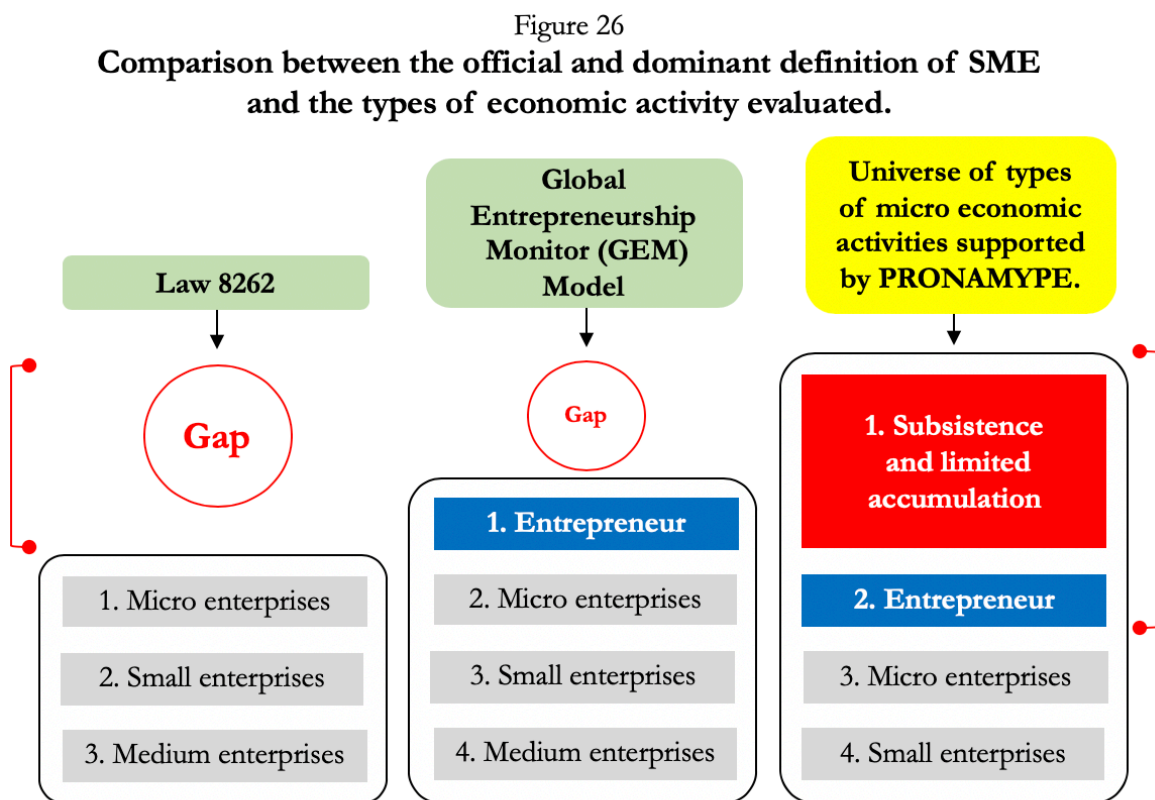 Figure 26
Comparison between the official and dominant definition of SME
and the types of economic activity evaluated.
Law 8262
Gap
1. Micro enterprises
2. Small enterprises
3. Medium enterprises
Global
Entrepreneurship
Monitor (GEM)
Model
Gap
1. Entrepreneur
2. Micro enterprises
3. Small enterprises
4. Medium enterprises
Universe of types
of micro economic
activities supported
by PRONAMYPE.
1. Subsistence
and limited
accumulation
2. Entrepreneur
3. Micro enterprises
4. Small enterprises